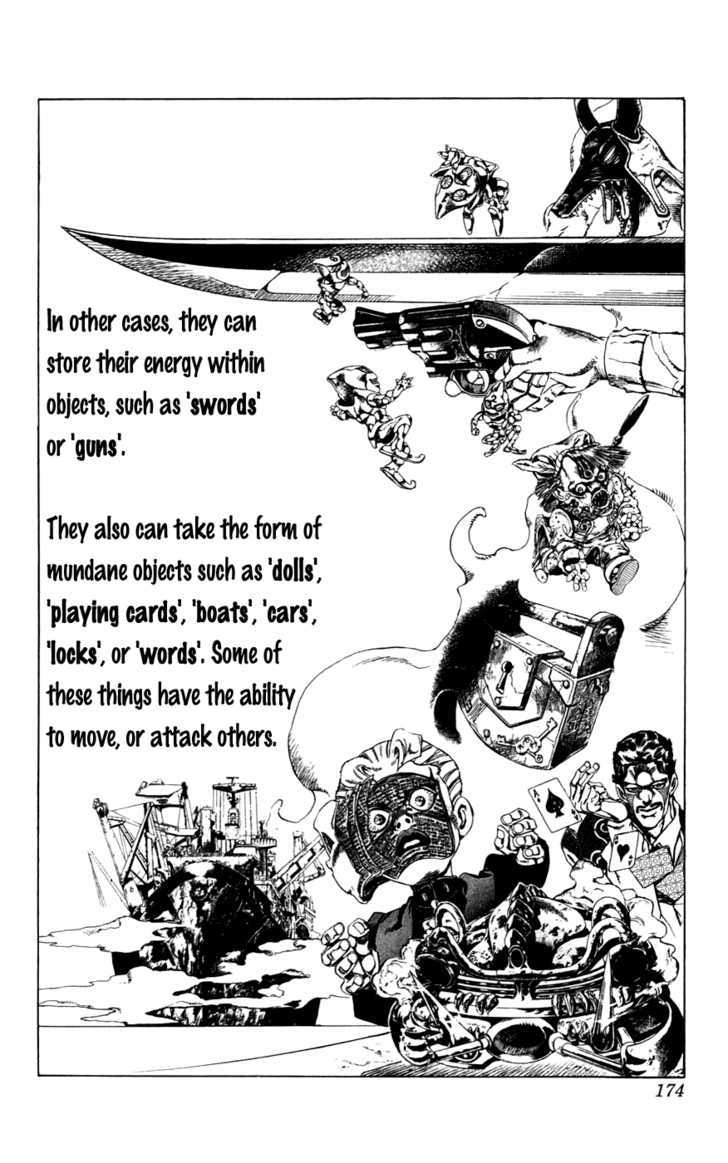 In other cases, they can
store their energy within
objects, such as 'swords'
or 'guns'.
They also can take the form of
mundane objects such as 'dolls',
'playing cards', 'boats', 'cars',
'locks', or 'words'. Some of
these things have the ability
to move, or attack others.
A
174